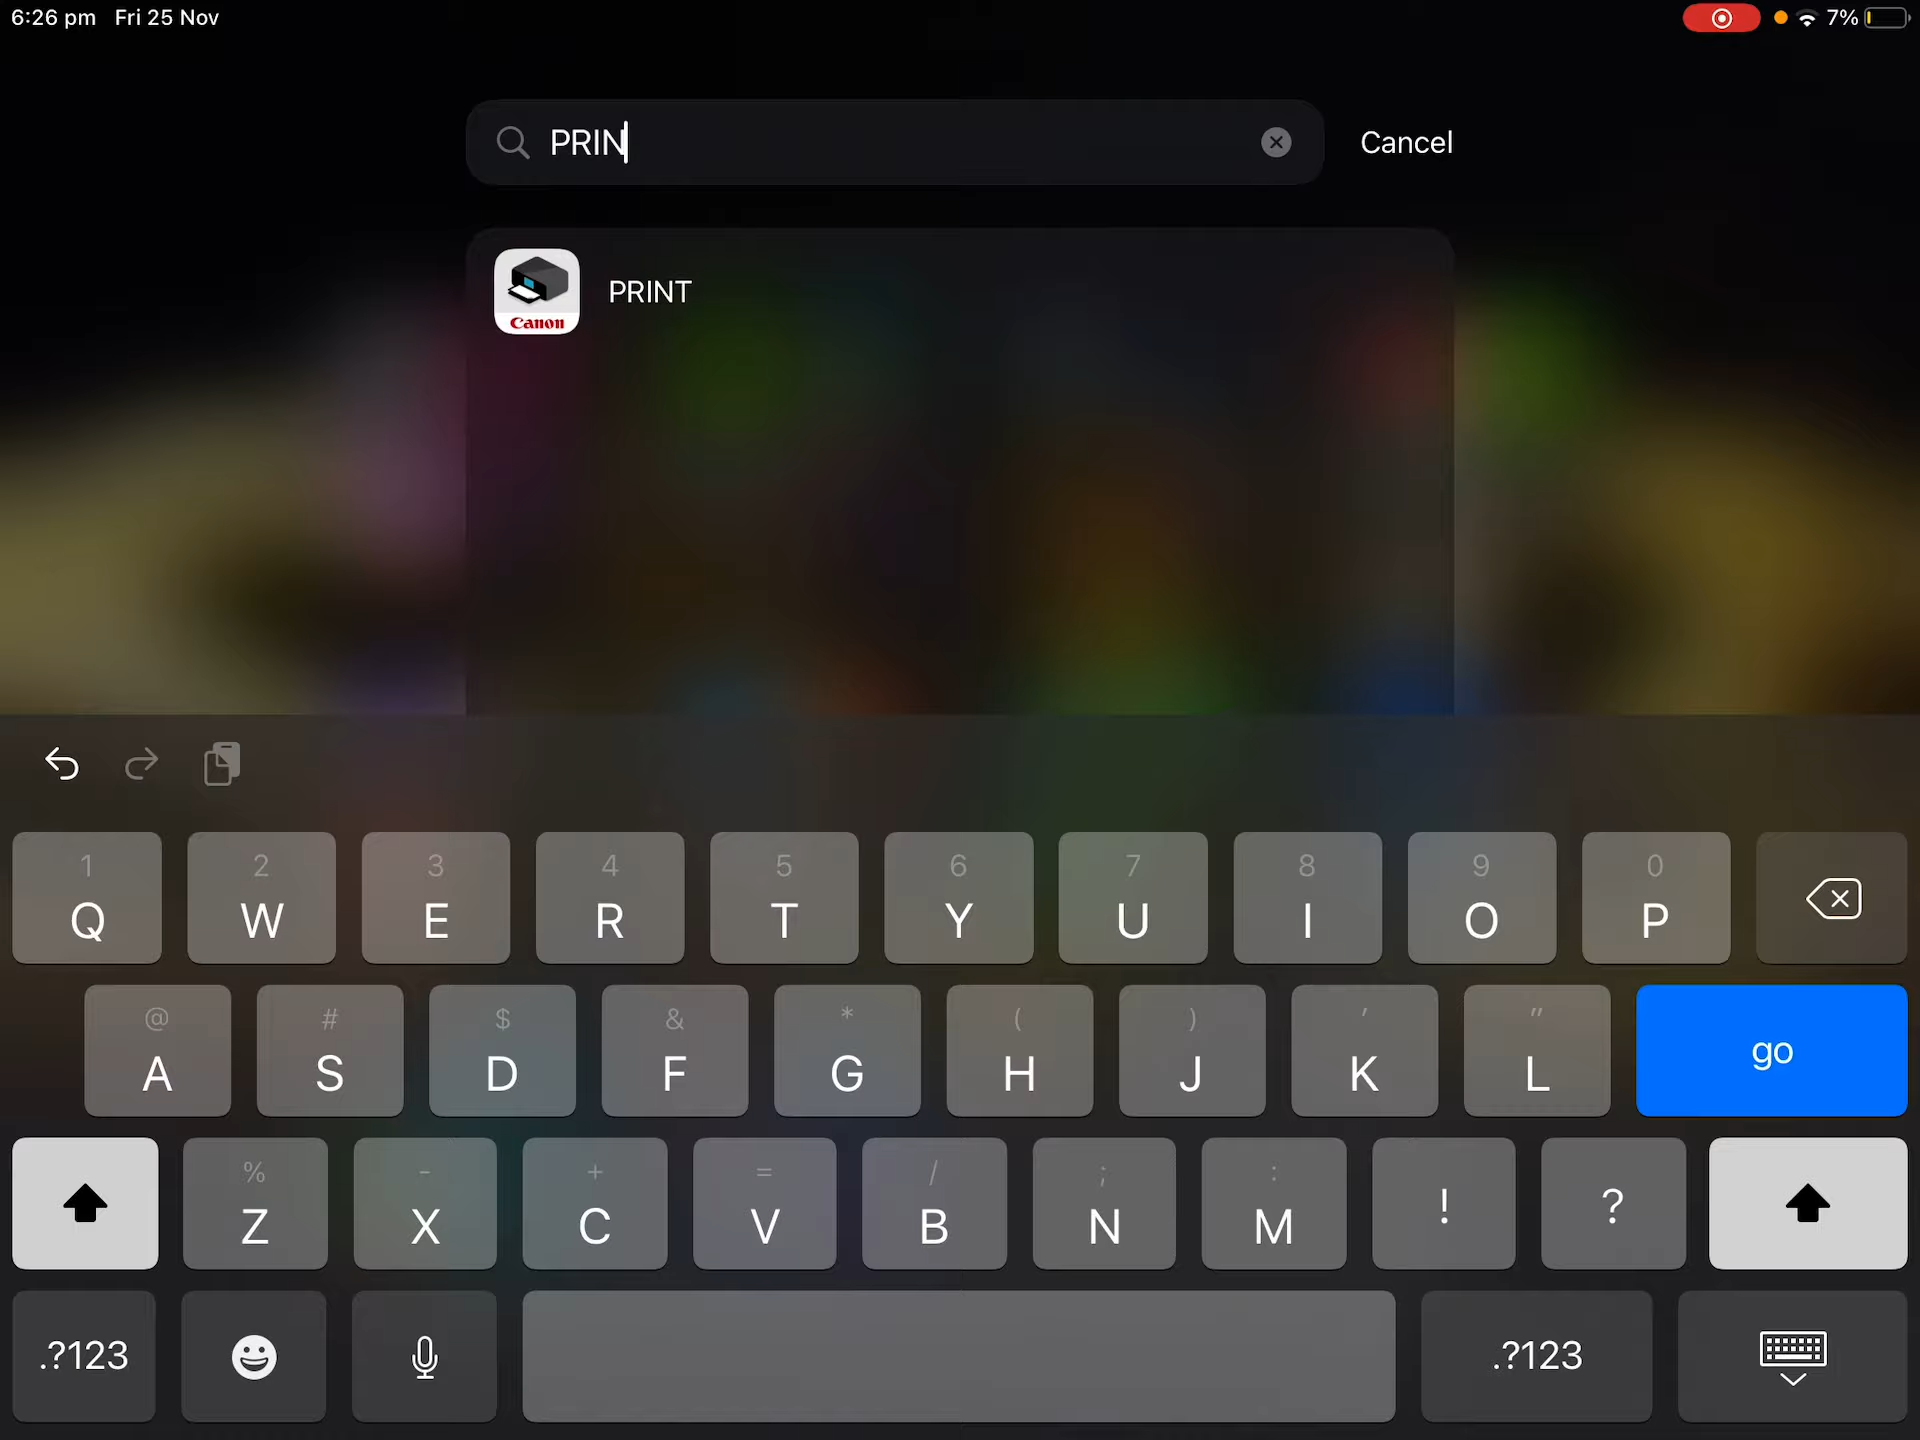 6:26 pm Fri 25 Nov 7%
PRIN Cancel
PRINT
Canon
1 2 3 4 5 6 7 8 9 0
Q W E R T Y U I O P
@ # $ & * ( ) ' "
A S D F G H J K L go
% - + = / ; :
Z X C V B N M ! ?
.?123 .?123